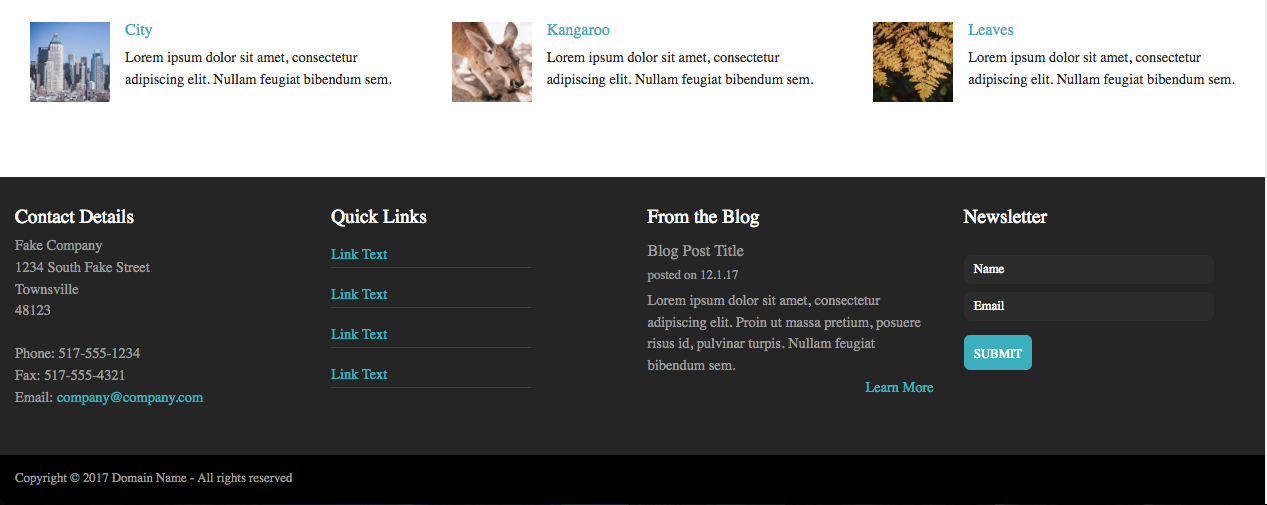 City
Lorem ipsum dolor sit amet, consectetur
adipiscing elit. Nullam feugiat bibendum sem.
Kangaroo
Lorem ipsum dolor sit amet, consectetur
adipiscing elit. Nullam feugiat bibendum sem.
Leaves
Lorem ipsum dolor sit amet, consectetur
adipiscing elit. Nullam feugiat bibendum sem.
Contact Details
Fake Company
1234 South Fake Street
Townsville
48123
Phone: 517-555-1234
Fax: 517-555-4321
Email: company@company.com
Quick Links
Link Text
Link Text
Link Text
Link Text
From the Blog
Blog Post Title
posted on 12.1.17
Lorem ipsum dolor sit amet, consectetur
adipiscing elit. Proin ut massa pretium, posuere
risus id, pulvinar turpis. Nullam feugiat
bibendum sem.
Learn More
Newsletter
Name
Email
SUBMIT
Copyright © 2017 Domain Name - All rights reserved